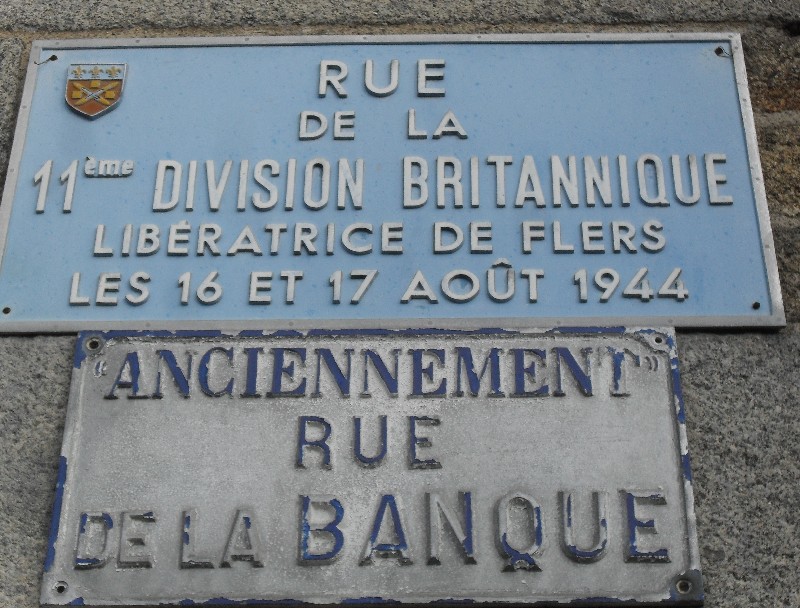 RUE
DE LA
11ème DIVISION BRITANNIQUE
LIBÉRATRICE DE FLERS
LES 16 ET 17 AOÛT 1944
"ANCIENNEMENT"
RUE
DE LA BANQUE